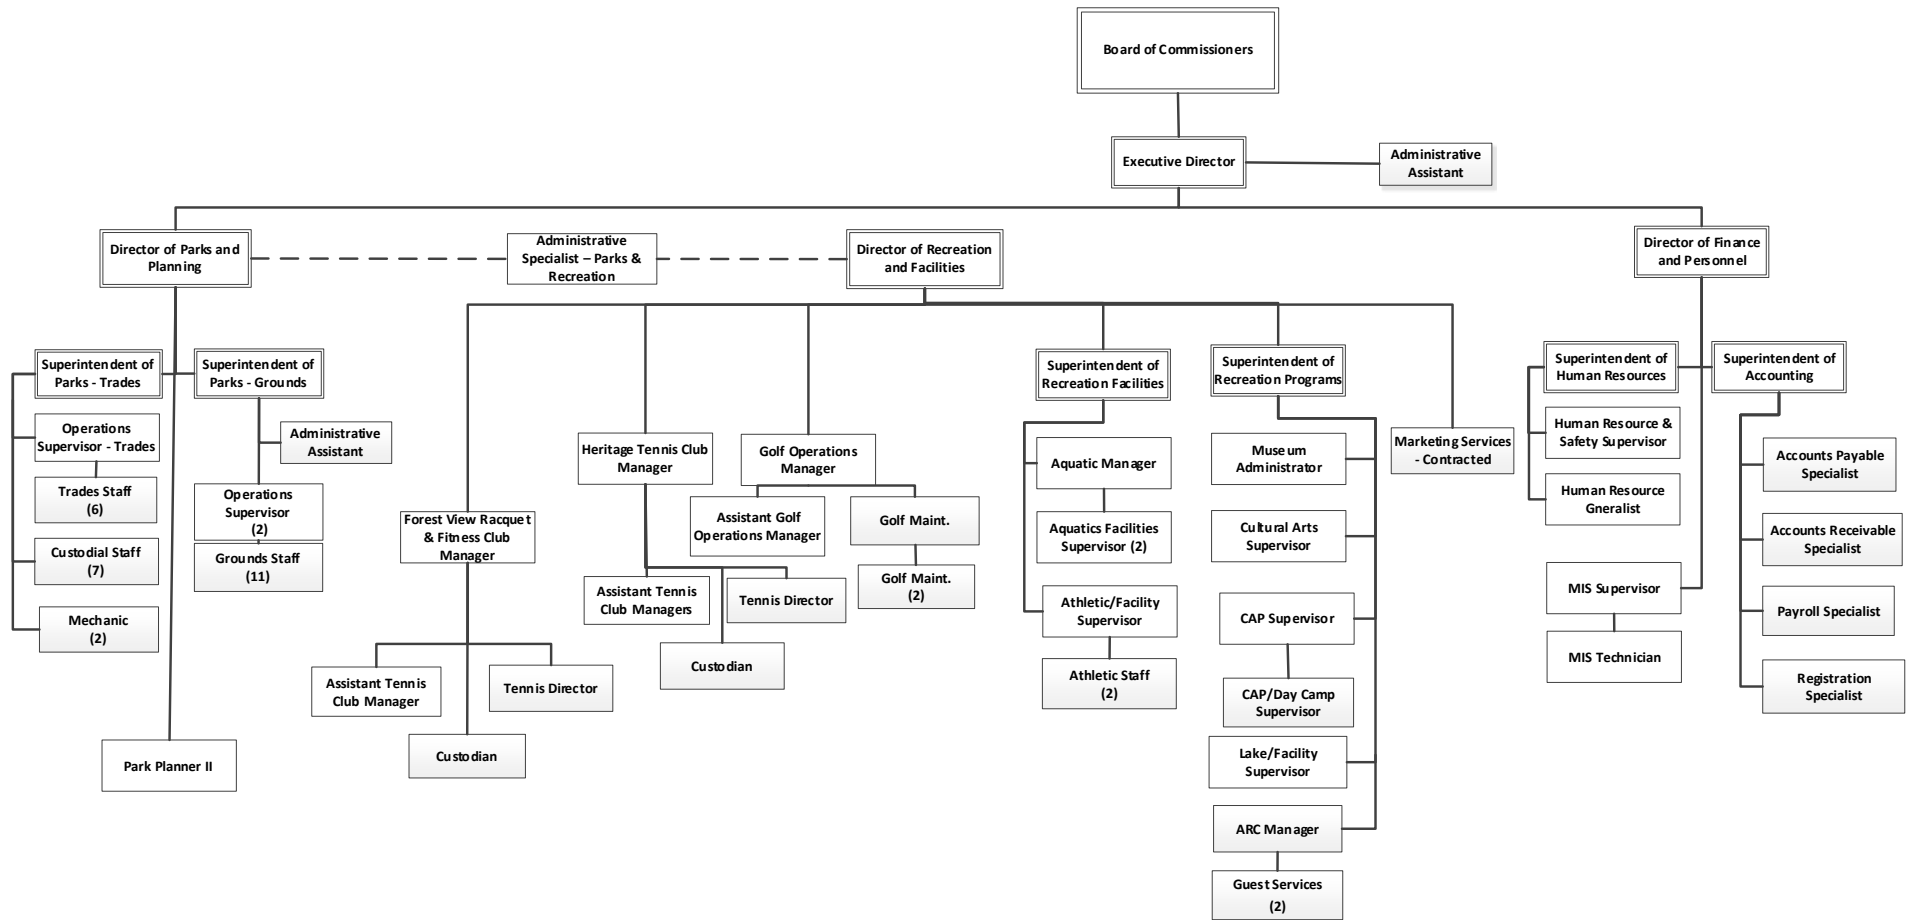 Board of Commissioners
Executive Director
Administrative
Assistant
Director of Parks and
Planning
Administrative
Specialist – Parks &
Recreation
Director of Recreation
and Facilities
Director of Finance
and Personnel
Superintendent of
Parks - Trades
Superintendent of
Parks - Grounds
Operations
Supervisor - Trades
Trades Staff
(6)
Custodial Staff
(7)
Mechanic
(2)
Administrative
Assistant
Operations
Supervisor
(2)
Grounds Staff
(11)
Park Planner II
Forest View Racquet
& Fitness Club
Manager
Assistant Tennis
Club Manager
Tennis Director
Custodian
Heritage Tennis Club
Manager
Assistant Tennis
Club Managers
Tennis Director
Custodian
Golf Operations
Manager
Assistant Golf
Operations Manager
Golf Maint.
Golf Maint.
(2)
Superintendent of
Recreation Facilities
Aquatic Manager
Aquatics Facilities
Supervisor (2)
Athletic/Facility
Supervisor
Athletic Staff
(2)
Superintendent of
Recreation Programs
Museum
Administrator
Cultural Arts
Supervisor
CAP Supervisor
CAP/Day Camp
Supervisor
Lake/Facility
Supervisor
ARC Manager
Guest Services
(2)
Marketing Services
- Contracted
Superintendent of
Human Resources
Human Resource &
Safety Supervisor
Human Resource
Gneralist
MIS Supervisor
MIS Technician
Superintendent of
Accounting
Accounts Payable
Specialist
Accounts Receivable
Specialist
Payroll Specialist
Registration
Specialist